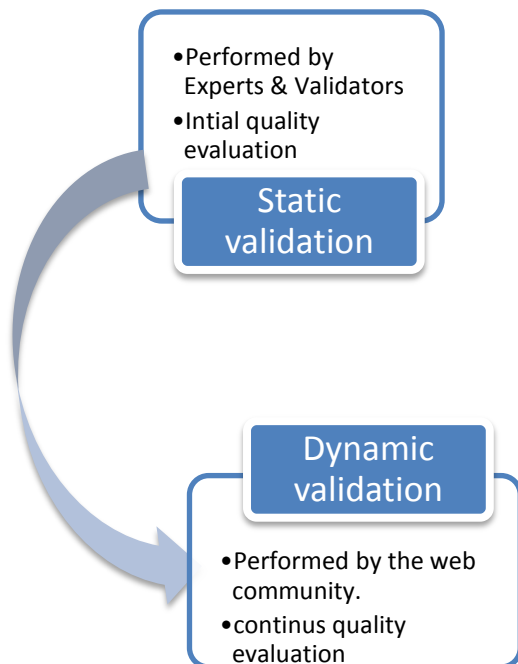 •Performed by
Experts & Validators
•Intial quality
evaluation
Static
validation
Dynamic
validation
•Performed by the web
community.
•continus quality
evaluation